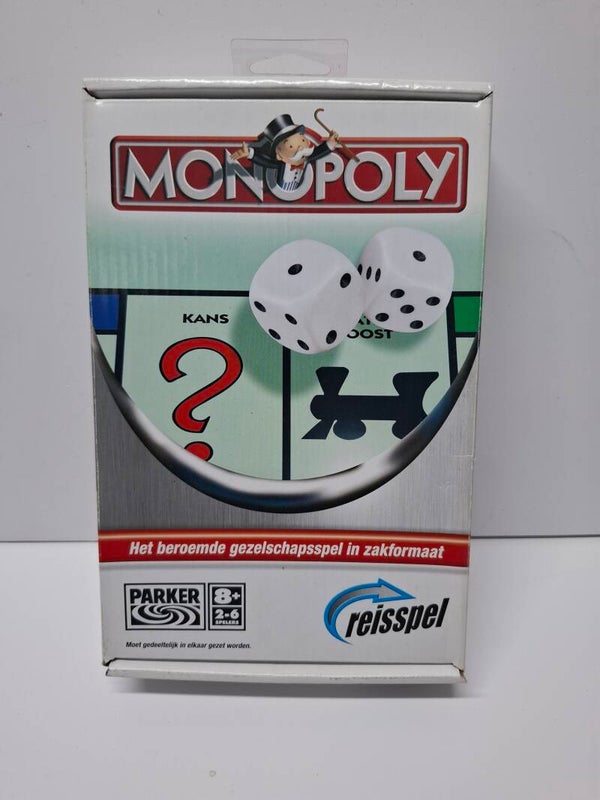 MONOPOLY
KANS
OOST
Het beroemde gezelschapsspel in zakformaat
PARKER
8+
2-6
SPELERS
reisspel
Moet gedeeltelijk in elkaar gezet worden.